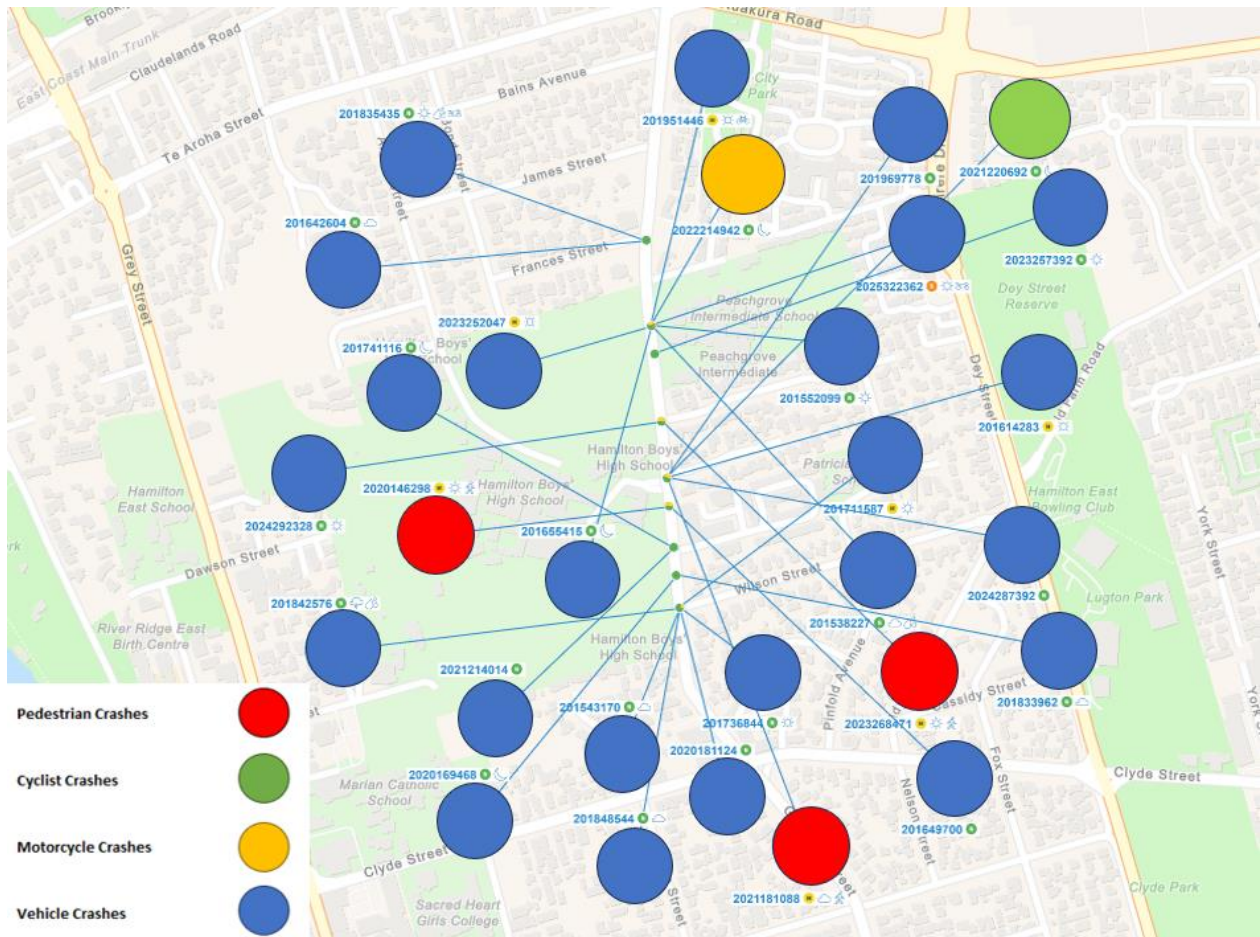 Claudelands Road
East Coast Main Trunk
Te Aroha Street
Bains Avenue
James Street
Frances Street
Grey Street
City
Park
201835435
201951446
201969778
2021220692
201642604
2022214942
2023257392
2025322362
Dey Street
Reserve
Peachgrove
Intermediate School
Peachgrove
Intermediate
2023252047
201741116
School
201552099
Dey Street
201614283
Hamilton Boys'
High School
Hamilton
East School
2020146298
Hamilton Boys'
High School
201711587
Hamilton East
Bowling Club
York Street
2024292328
201655415
Dawson Street
Wilson Street
2024287392
Lugton Park
201842576
River Ridge East
Birth Centre
201538227
Hamilton Boys'
High School
2021214014
201543170
201736844
Pinfold Avenue
Cassidy Street
201833962
2023268471
2020181124
2020169468
Marian Catholic
School
Fox Street
Nelson Street
Clyde Street
201848544
201649700
Clyde Street
Sacred Heart
Girls College
Street
2021181088
Clyde Park
Pedestrian Crashes
Cyclist Crashes
Motorcycle Crashes
Vehicle Crashes